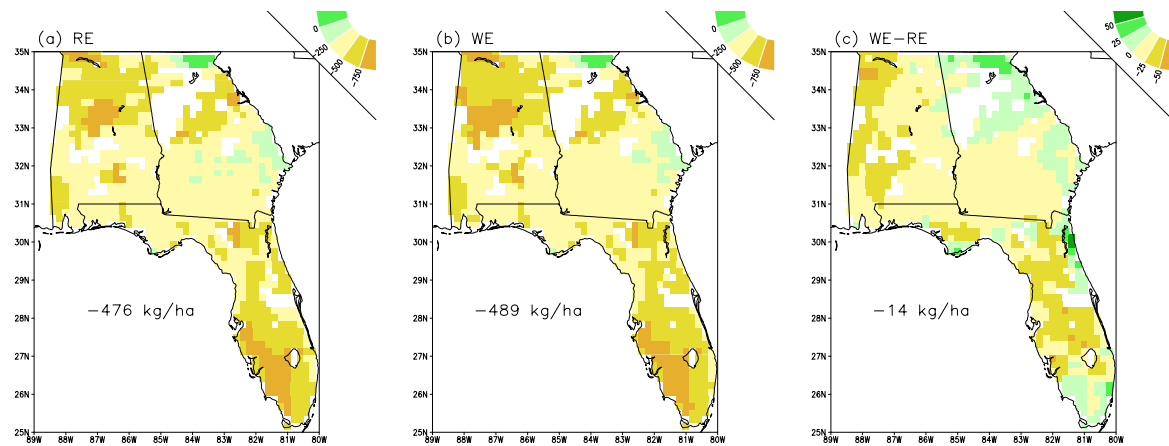 (a) RE
0
-250
-500
-750
35N
34N
33N
32N
31N
30N
29N
28N
27N
26N
25N
−476 kg/ha
89W 88W 87W 86W 85W 84W 83W 82W 81W 80W
(b) WE
0
-250
-500
-750
35N
34N
33N
32N
31N
30N
29N
28N
27N
26N
25N
−489 kg/ha
89W 88W 87W 86W 85W 84W 83W 82W 81W 80W
(c) WE−RE
50
25
-25
-50
35N
34N
33N
32N
31N
30N
29N
28N
27N
26N
25N
−14 kg/ha
89W 88W 87W 86W 85W 84W 83W 82W 81W 80W